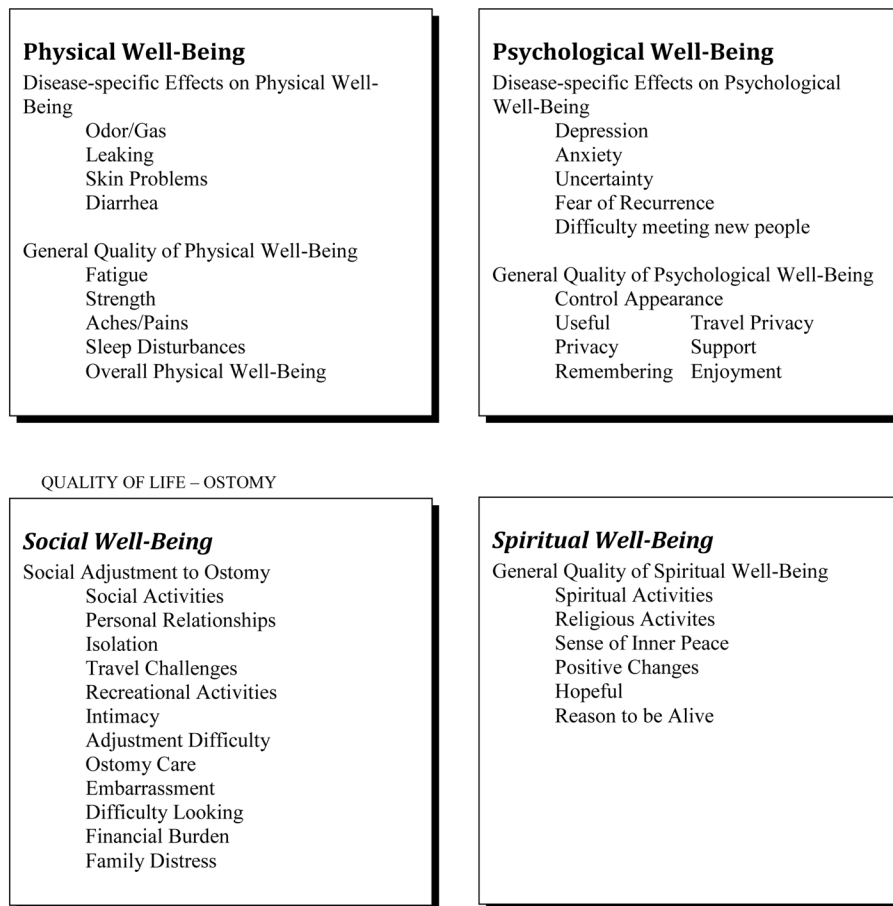 Physical Well-Being
Disease-specific Effects on Physical Well-
Being
Odor/Gas
Leaking
Skin Problems
Diarrhea
General Quality of Physical Well-Being
Fatigue
Strength
Aches/Pains
Sleep Disturbances
Overall Physical Well-Being
Psychological Well-Being
Disease-specific Effects on Psychological
Well-Being
Depression
Anxiety
Uncertainty
Fear of Recurrence
Difficulty meeting new people
General Quality of Psychological Well-Being
Control Appearance
Useful Travel Privacy
Privacy Support
Remembering Enjoyment
QUALITY OF LIFE – OSTOMY
Social Well-Being
Social Adjustment to Ostomy
Social Activities
Personal Relationships
Isolation
Travel Challenges
Recreational Activities
Intimacy
Adjustment Difficulty
Ostomy Care
Embarrassment
Difficulty Looking
Financial Burden
Family Distress
Spiritual Well-Being
General Quality of Spiritual Well-Being
Spiritual Activities
Religious Activites
Sense of Inner Peace
Positive Changes
Hopeful
Reason to be Alive